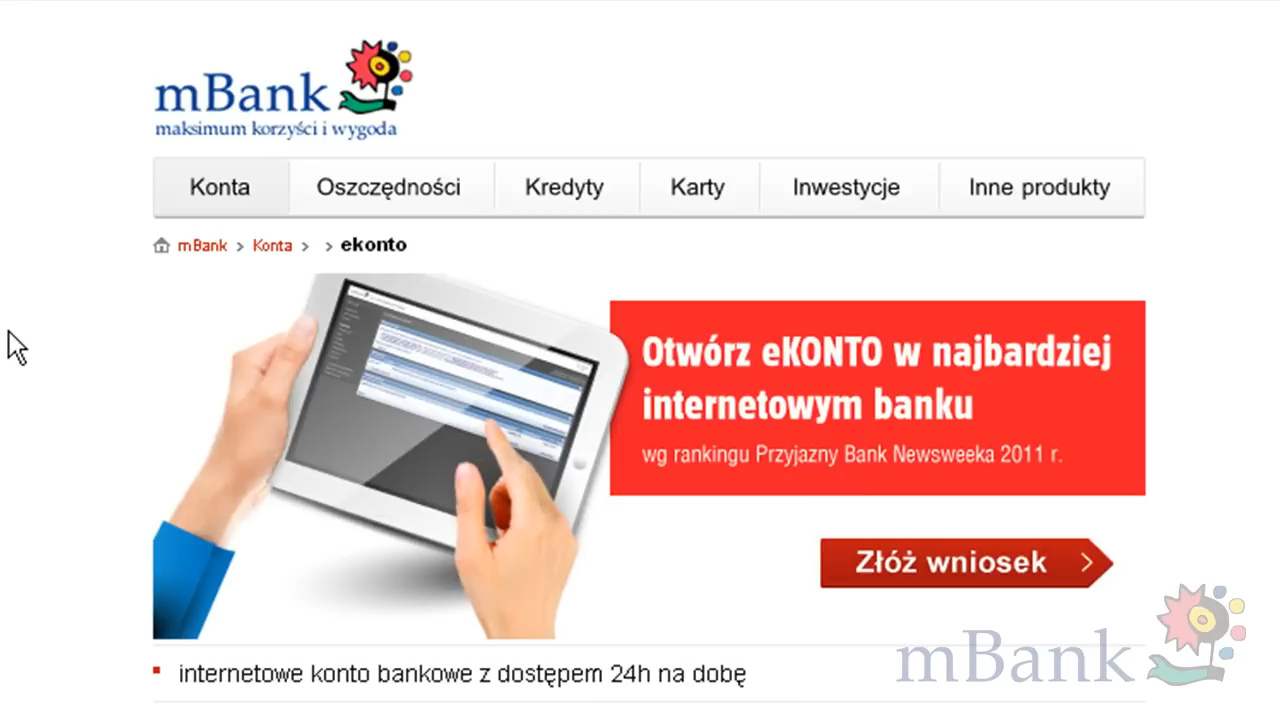 mBank
maksimum korzyści i wygoda
Konta Oszczędności Kredyty Karty Inwestycje Inne produkty
mBank > Konta > > ekonto
Otwórz eKONTO w najbardziej
internetowym banku
wg rankingu Przyjazny Bank Newsweeka 2011 r.
Złóż wniosek
mBank
internetowe konto bankowe z dostępem 24h na dobę